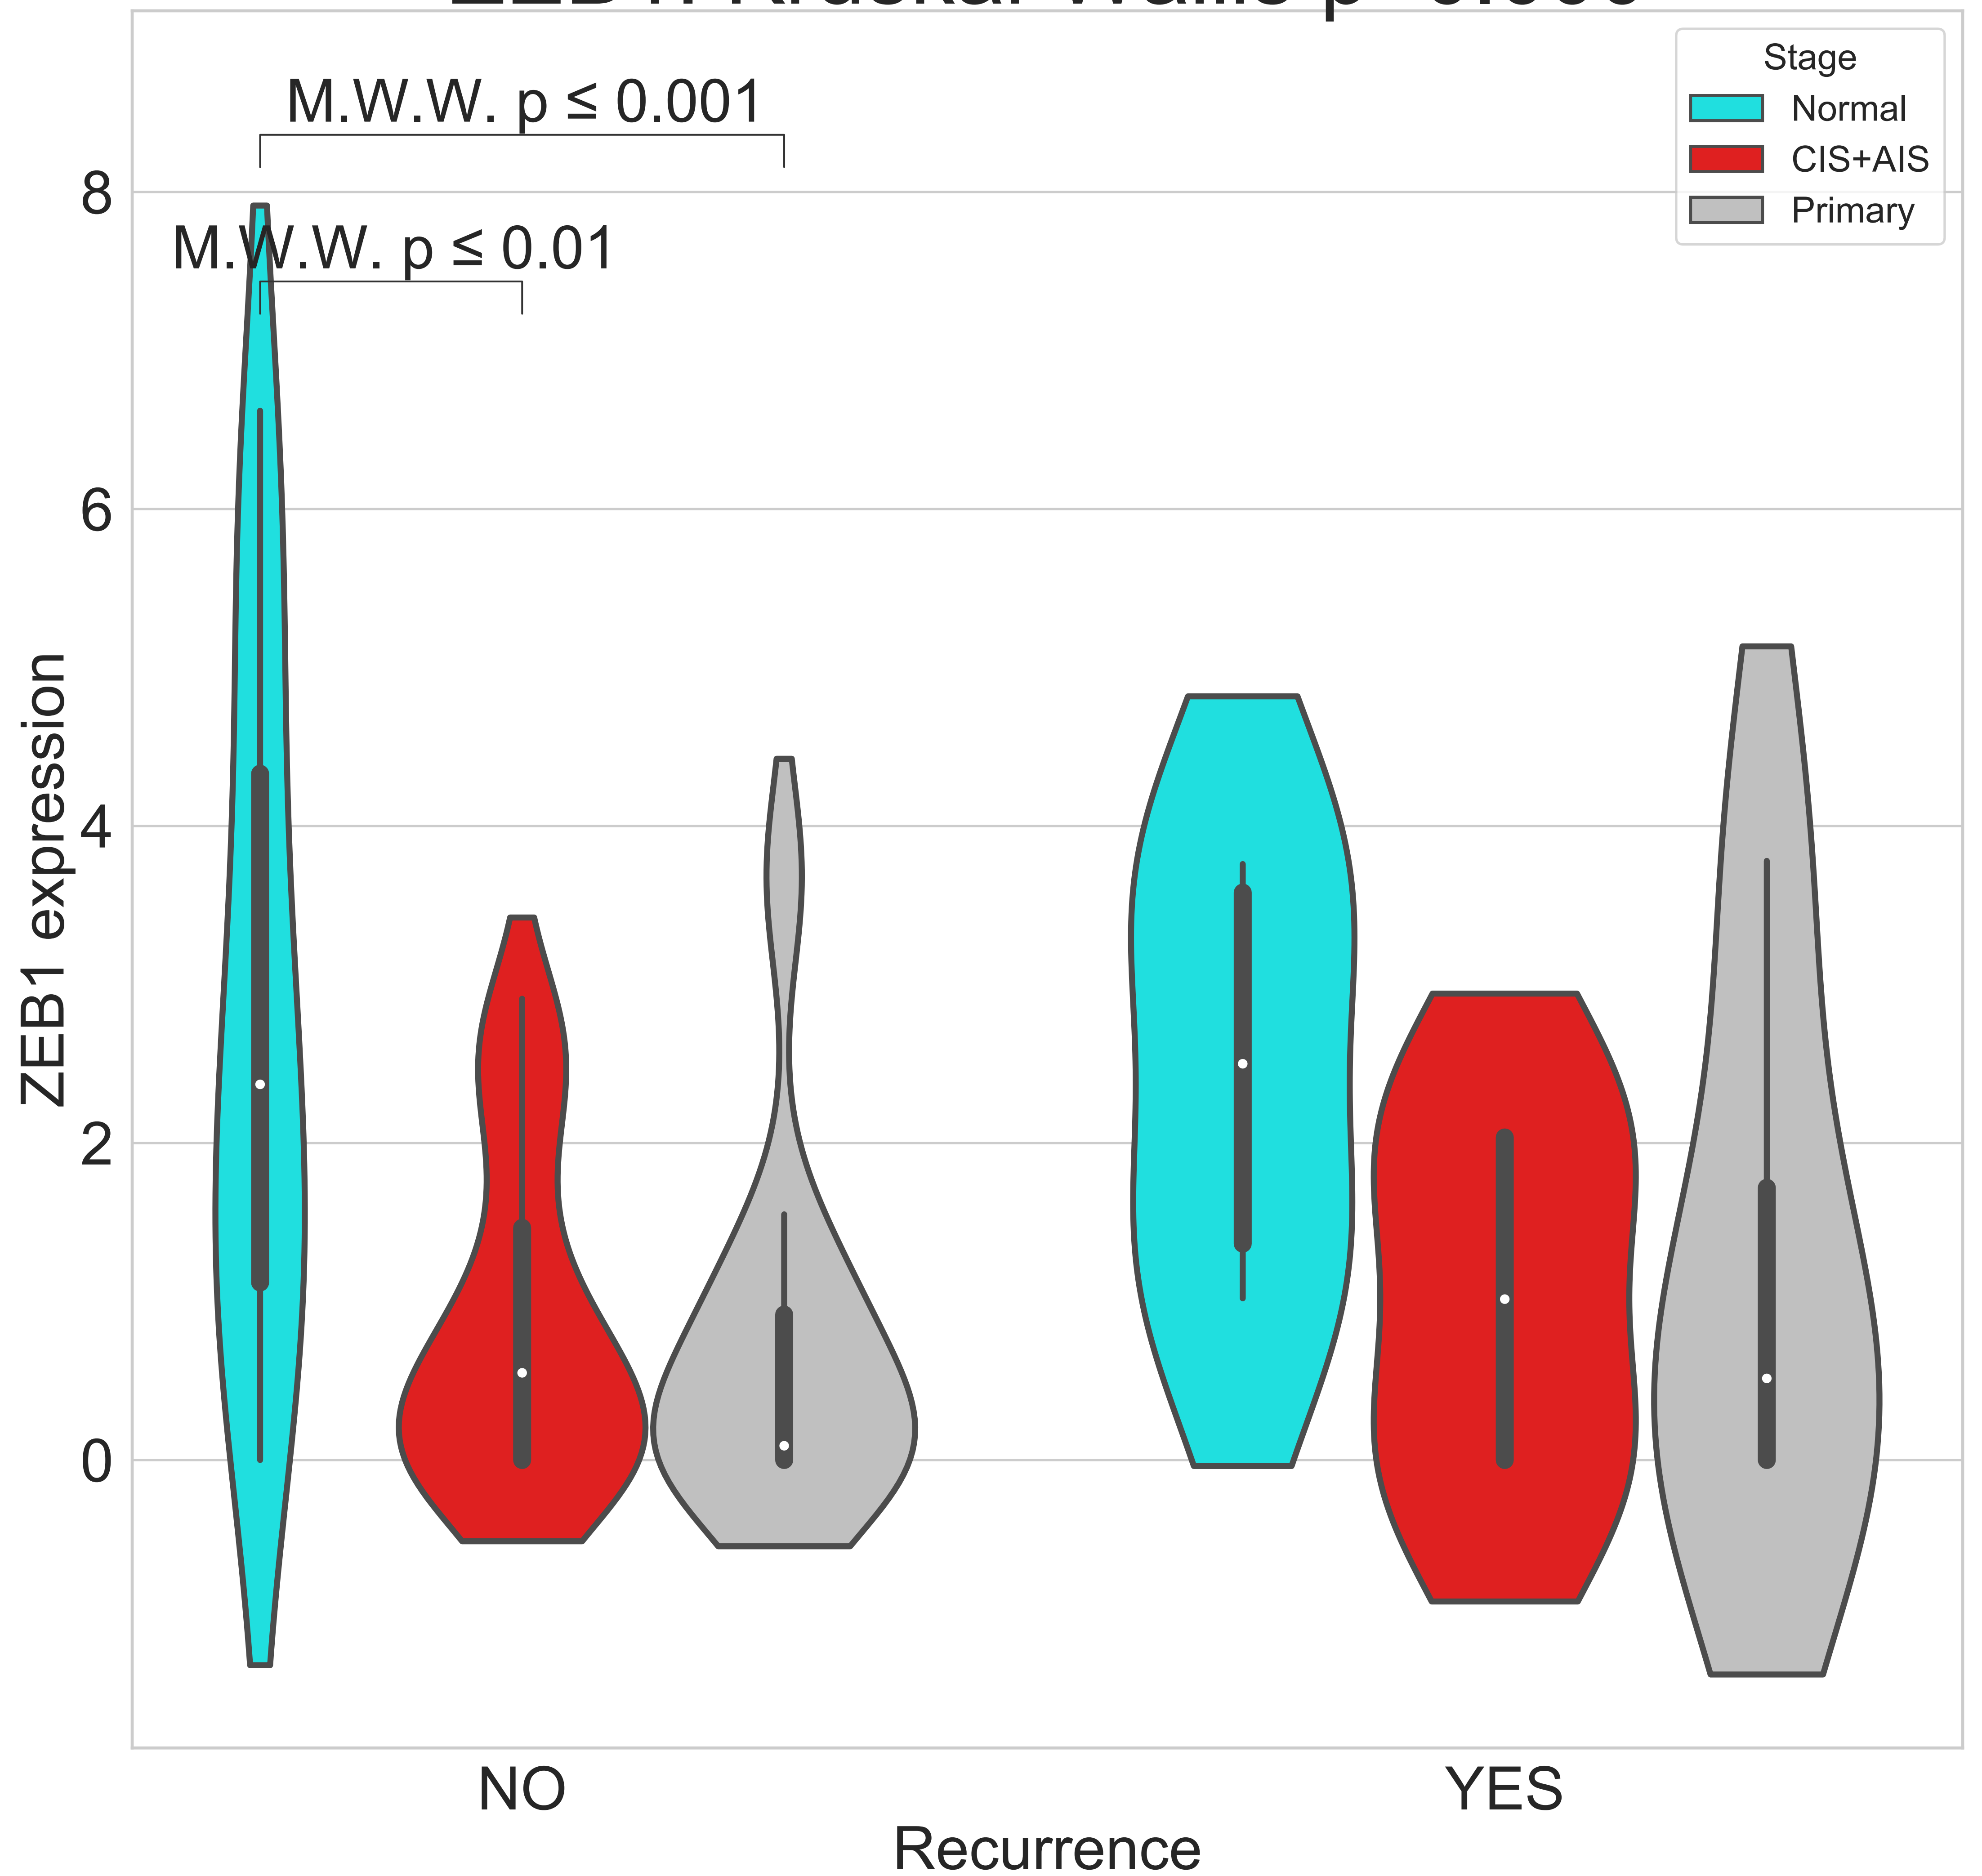 Stage
Normal
CIS+AIS
Primary
M.W.W. p ≤ 0.001
M.W.W. p ≤ 0.01
8
6
4
2
0
ZEB1 expression
NO
YES
Recurrence